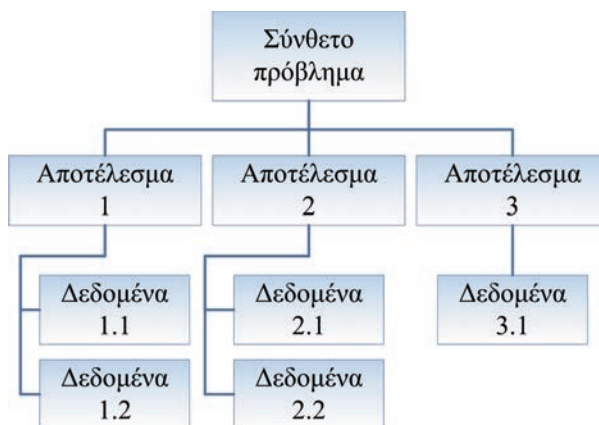 Σύνθετο
πρόβλημα
Αποτέλεσμα
1
Αποτέλεσμα
2
Αποτέλεσμα
3
Δεδομένα
1.1
Δεδομένα
2.1
Δεδομένα
3.1
Δεδομένα
1.2
Δεδομένα
2.2